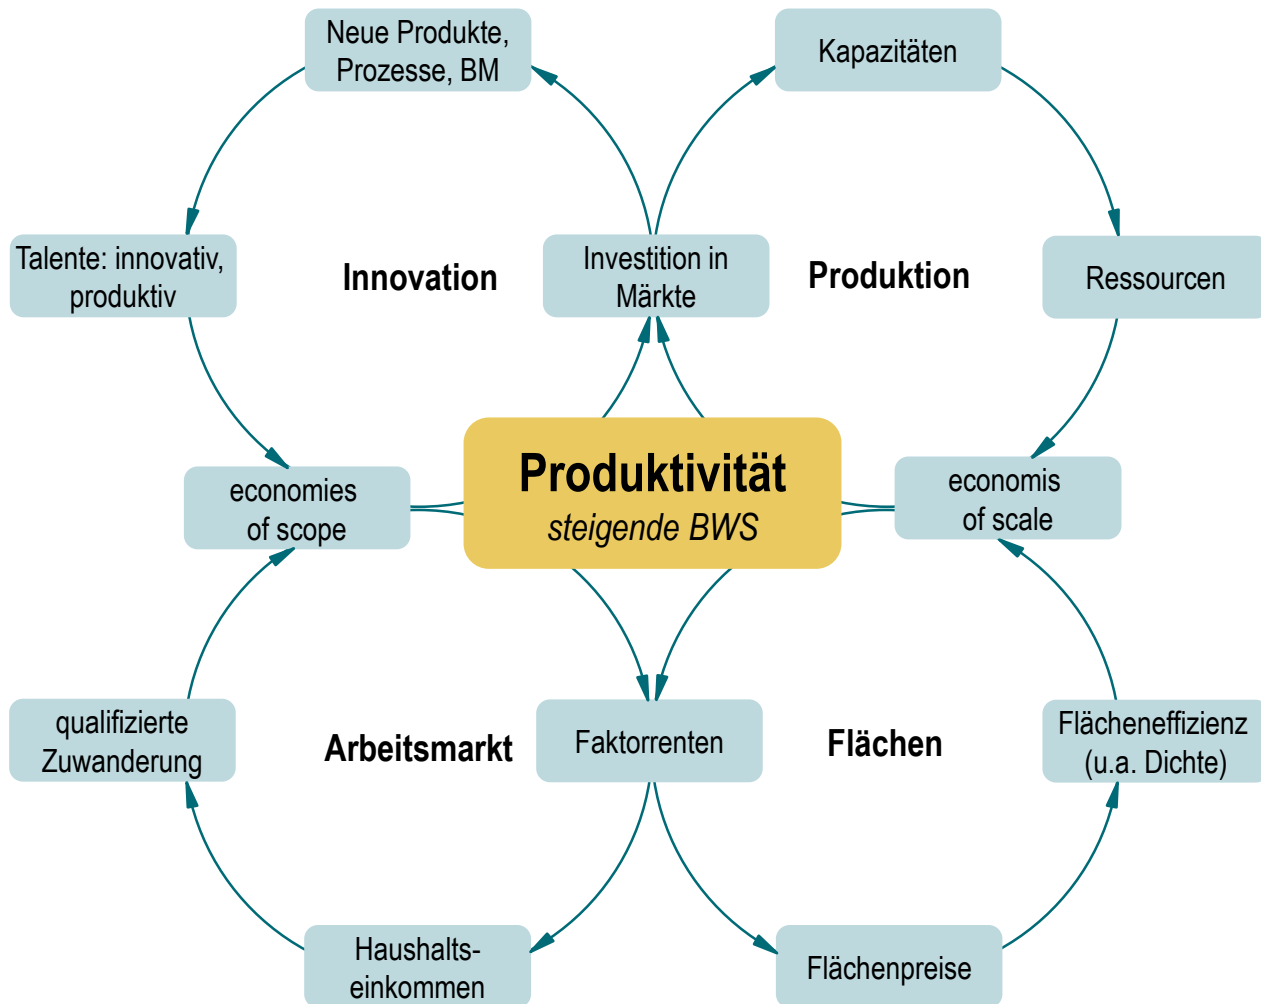 Neue Produkte,
Prozesse, BM
Kapazitäten
Talente: innovativ,
produktiv
Innovation
Investition in
Märkte
Produktion
Ressourcen
economies
of scope
Produktivität
steigende BWS
economis
of scale
qualifizierte
Zuwanderung
Arbeitsmarkt
Faktorrenten
Flächen
Flächeneffizienz
(u.a. Dichte)
Haushalts-
einkommen
Flächenpreise